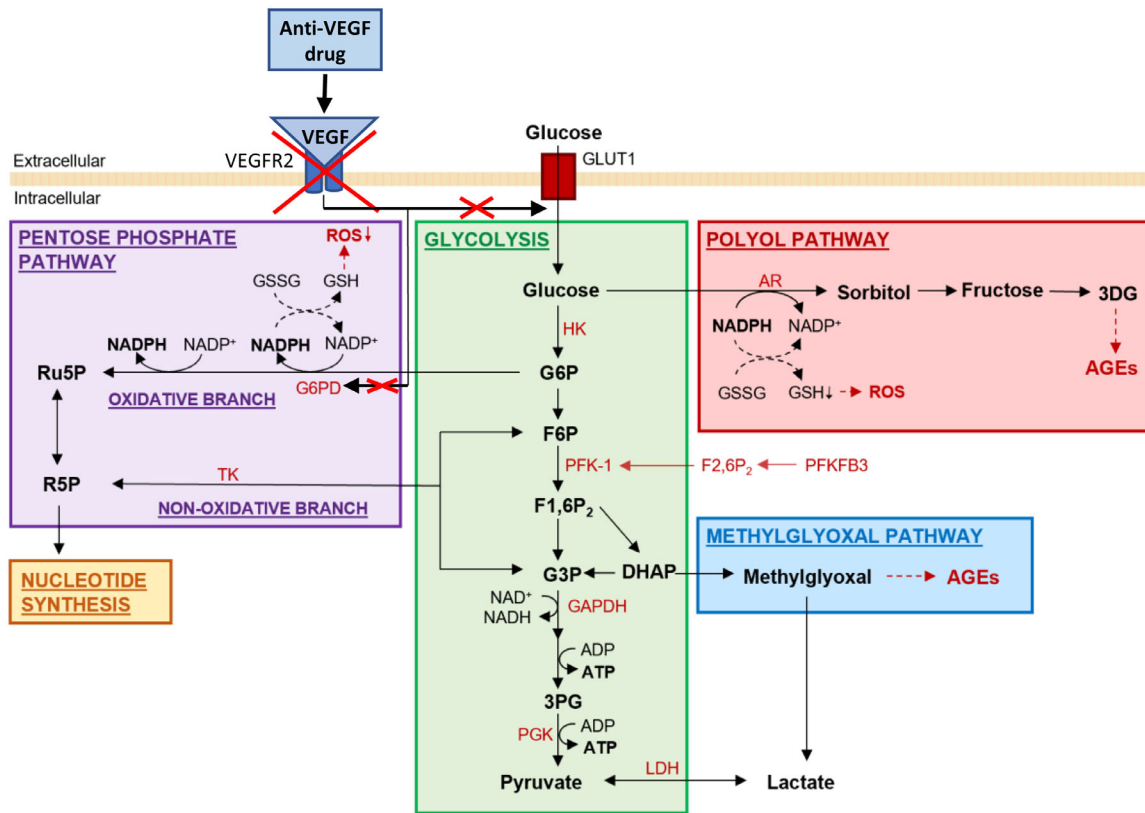 Anti-VEGF
drug
VEGF
VEGFR2
Glucose
GLUT1
Extracellular
Intracellular
PENTOSE PHOSPHATE
PATHWAY
ROS↓
GSSG
GSH
NADPH
NADP⁺
NADPH
NADP⁺
Ru5P
G6PD
OXIDATIVE BRANCH
R5P
TK
NON-OXIDATIVE BRANCH
NUCLEOTIDE
SYNTHESIS
GLYCOLYSIS
Glucose
HK
G6P
F6P
PFK-1
F2,6P₂
PFKFB3
F1,6P₂
G3P
DHAP
NAD⁺
NADH
GAPDH
ADP
ATP
3PG
PGK
ADP
ATP
Pyruvate
LDH
Lactate
POLYOL PATHWAY
AR
Sorbitol
Fructose
3DG
NADPH
NADP⁺
GSSG
GSH↓
ROS
AGEs
METHYLGLYOXAL PATHWAY
Methylglyoxal
AGEs